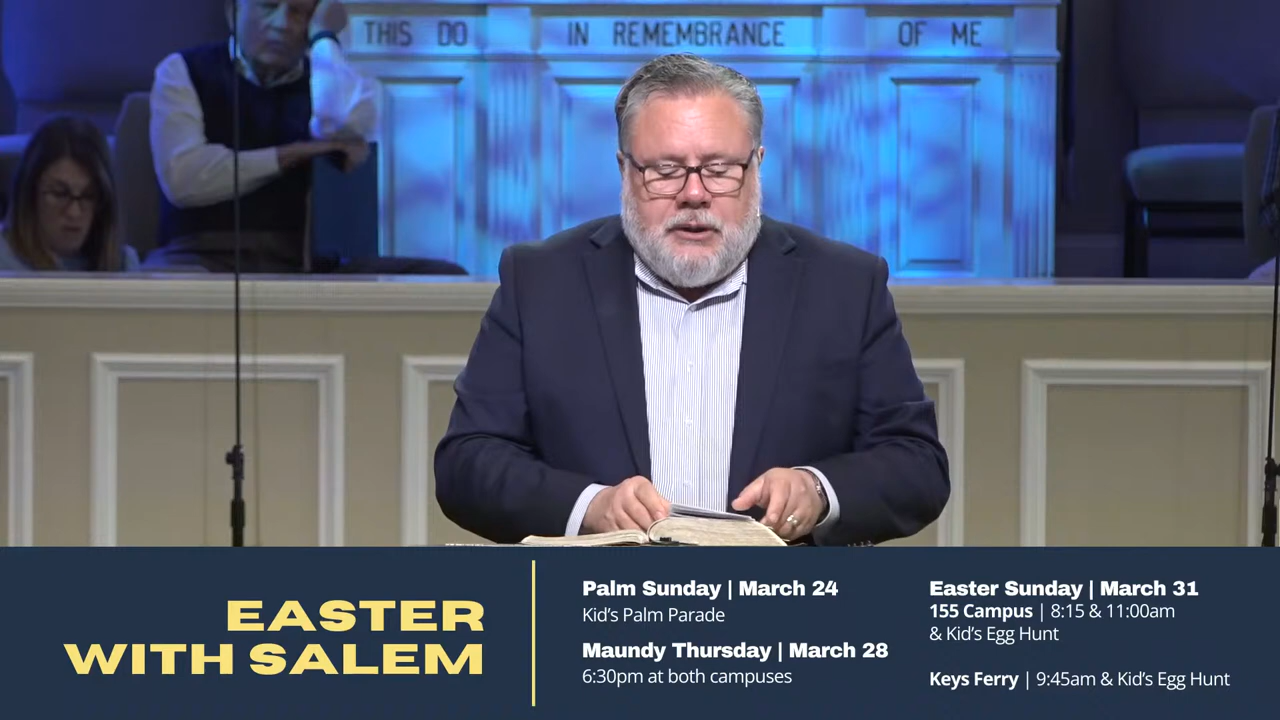 THIS DO IN REMEMBRANCE OF ME
EASTER
WITH SALEM
Palm Sunday | March 24
Kid's Palm Parade
Maundy Thursday | March 28
6:30pm at both campuses
Easter Sunday | March 31
155 Campus | 8:15 & 11:00am
& Kid's Egg Hunt
Keys Ferry | 9:45am & Kid's Egg Hunt